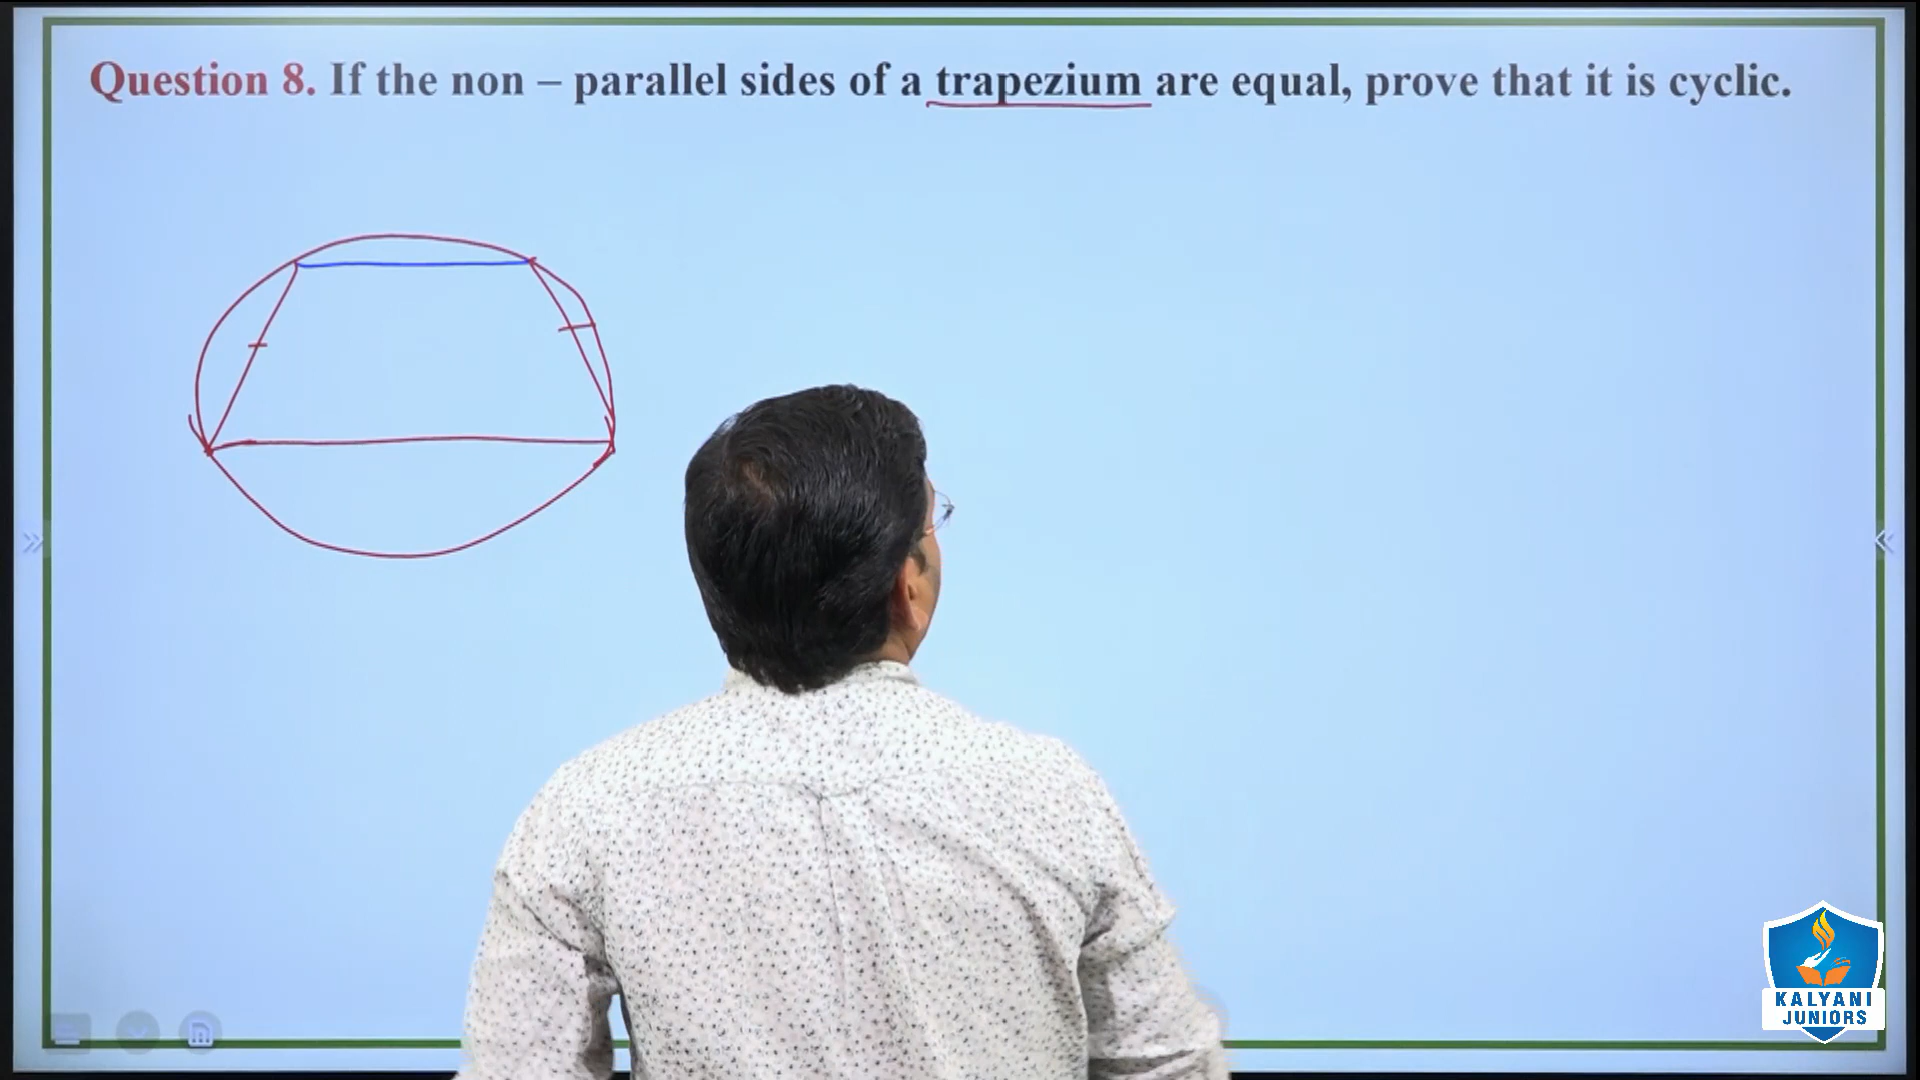 Question 8. If the non – parallel sides of a trapezium are equal, prove that it is cyclic.
KALYANI
JUNIORS